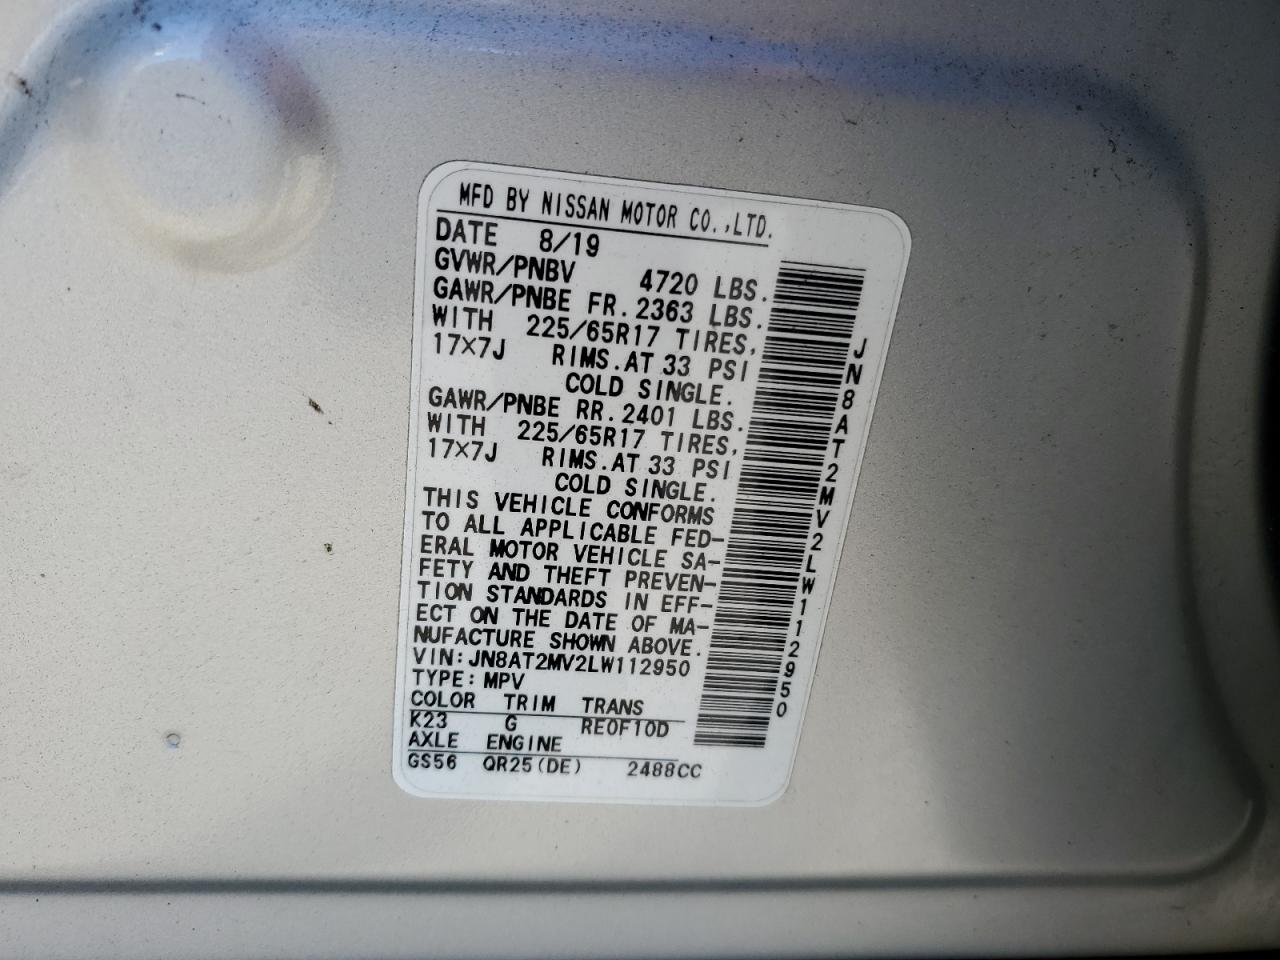 MFD BY NISSAN MOTOR CO.,LTD.
DATE 8/19
GVWR/PNBV 4720 LBS.
GAWR/PNBE FR. 2363 LBS.
WITH 225/65R17 TIRES,
17×7J RIMS.AT 33 PSI
COLD SINGLE.
GAWR/PNBE RR. 2401 LBS.
WITH 225/65R17 TIRES,
17×7J RIMS.AT 33 PSI
COLD SINGLE.
THIS VEHICLE CONFORMS
TO ALL APPLICABLE FED-
ERAL MOTOR VEHICLE SA-
FETY AND THEFT PREVEN-
TION STANDARDS IN EFF-
ECT ON THE DATE OF MA-
NUFACTURE SHOWN ABOVE.
VIN:JN8AT2MV2LW112950
TYPE:MPV
COLOR TRIM TRANS
K23 G RE0F10D
AXLE ENGINE
GS56 QR25(DE) 2488CC
JN8AT2MV2LW112950